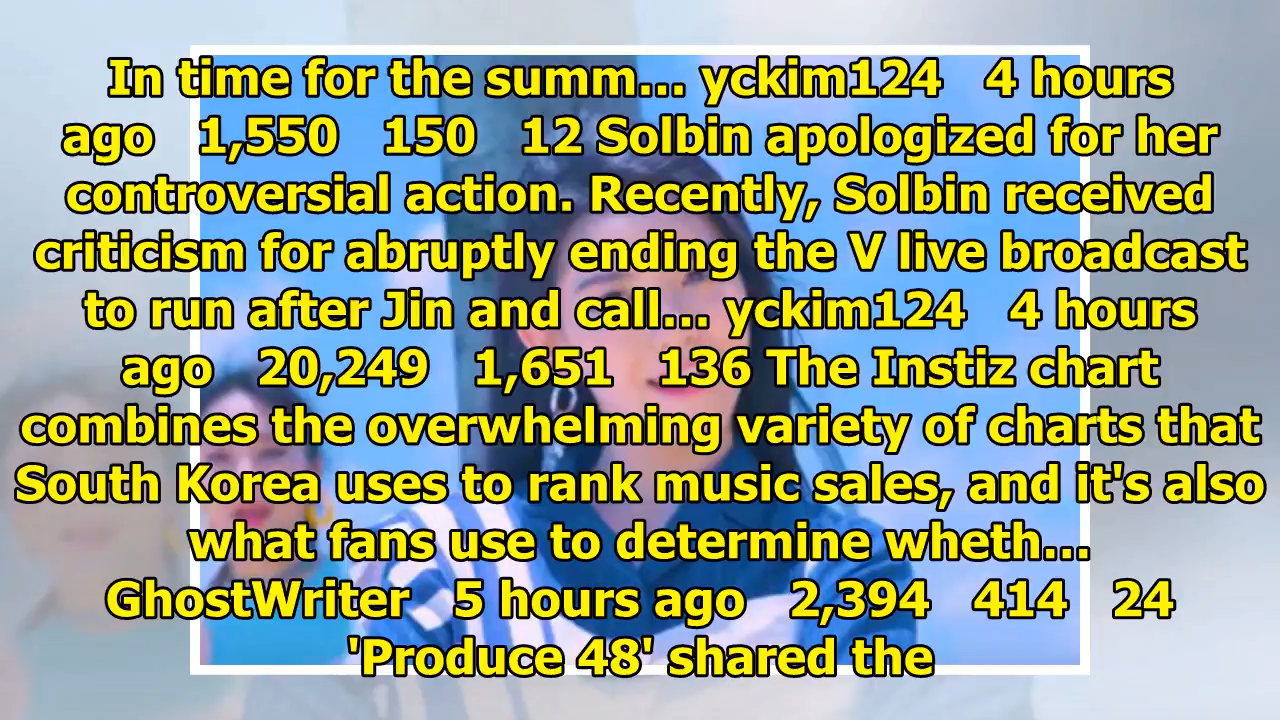 In time for the summ... yckim124 4 hours
ago 1,550 150 12 Solbin apologized for her
controversial action. Recently, Solbin received
criticism for abruptly ending the V live broadcast
to run after Jin and call... yckim124 4 hours
ago 20,249 1,651 136 The Instiz chart
combines the overwhelming variety of charts that
South Korea uses to rank music sales, and it's also
what fans use to determine wheth...
GhostWriter 5 hours ago 2,394 414 24
'Produce 48' shared the